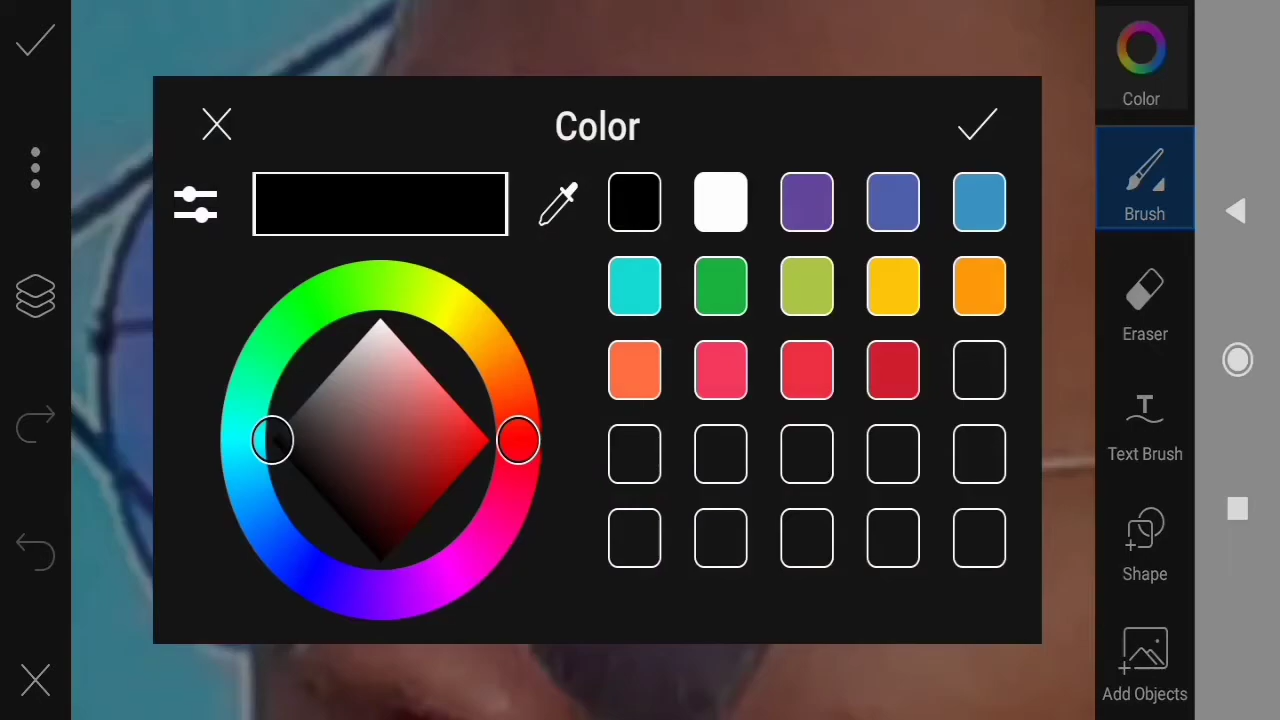 Color
Color
Brush
Eraser
T
Text Brush
Shape
Add Objects